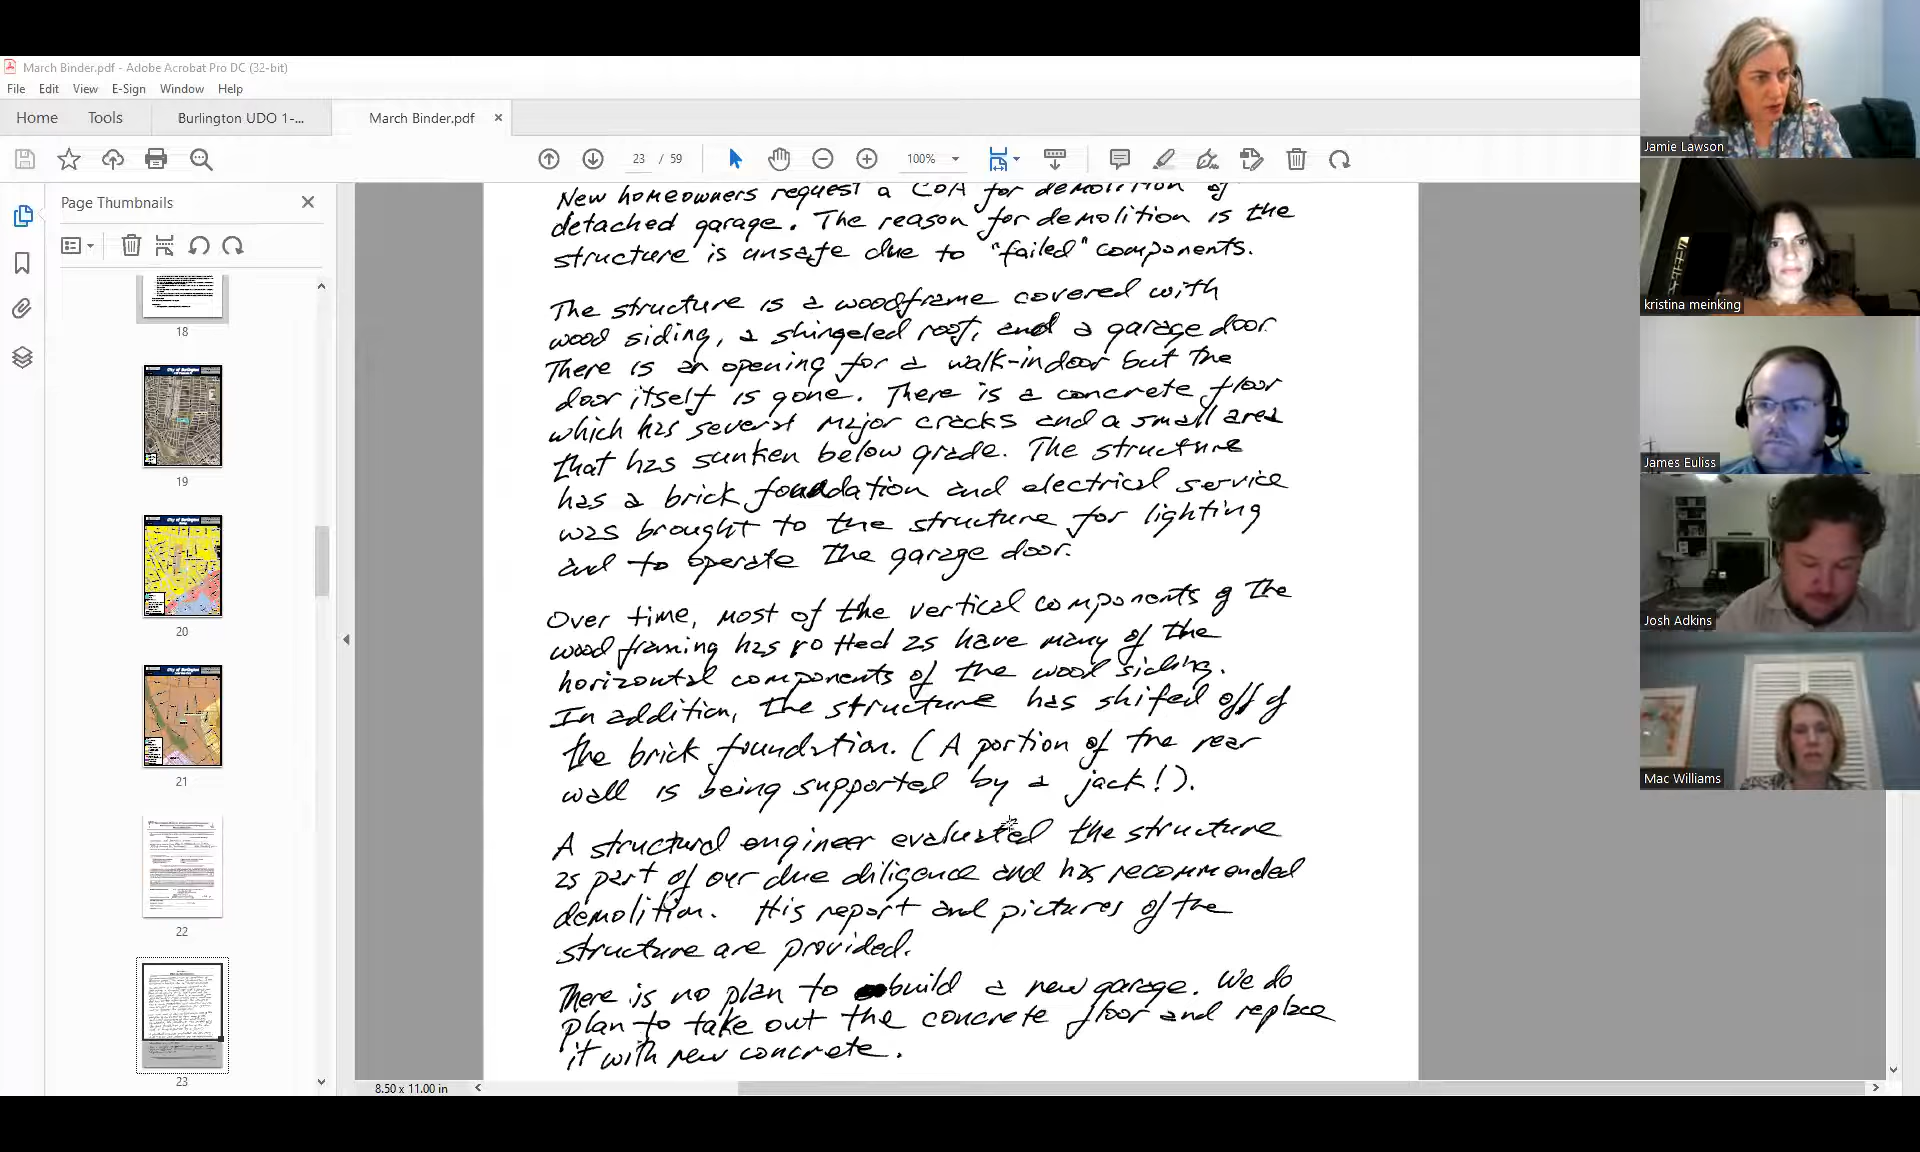 March Binder.pdf - Adobe Acrobat Pro DC (32-bit)
File Edit View E-Sign Window Help
Home Tools Burlington UDO 1-... March Binder.pdf ×
23 / 59 100%
Page Thumbnails
18
19
20
21
22
23
New homeowners request a COA for demolition of
detached garage. The reason for demolition is the
structure is unsafe due to "failed" components.
The structure is a woodframe covered with
wood siding, a shingeled roof, and a garage door.
There is an opening for a walk-in door but the
door itself is gone. There is a concrete floor
which has several major cracks and a small area
that has sunken below grade. The structure
has a brick foundation and electrical service
was brought to the structure for lighting
and to operate the garage door.
Over time, most of the vertical components of the
wood framing has rotted as have many of the
horizontal components of the wood siding.
In addition, the structure has shifed off of
the brick foundation. (A portion of the rear
wall is being supported by a jack!).
A structural engineer evaluated the structure
as part of our due diligence and has recommended
demolition. His report and pictures of the
structure are provided.
There is no plan to build a new garage. We do
plan to take out the concrete floor and replace
it with new concrete.
8.50 x 11.00 in
Jamie Lawson
kristina meinking
James Euliss
Josh Adkins
Mac Williams